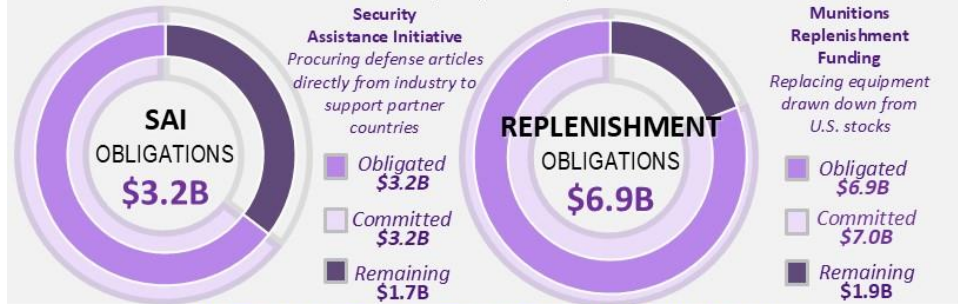 SAI
OBLIGATIONS
$3.2B
Security
Assistance Initiative
Procuring defense articles
directly from industry to
support partner
countries
Obligated
$3.2B
Committed
$3.2B
Remaining
$1.7B
REPLENISHMENT
OBLIGATIONS
$6.9B
Munitions
Replenishment
Funding
Replacing equipment
drawn down from
U.S. stocks
Obligated
$6.9B
Committed
$7.0B
Remaining
$1.9B